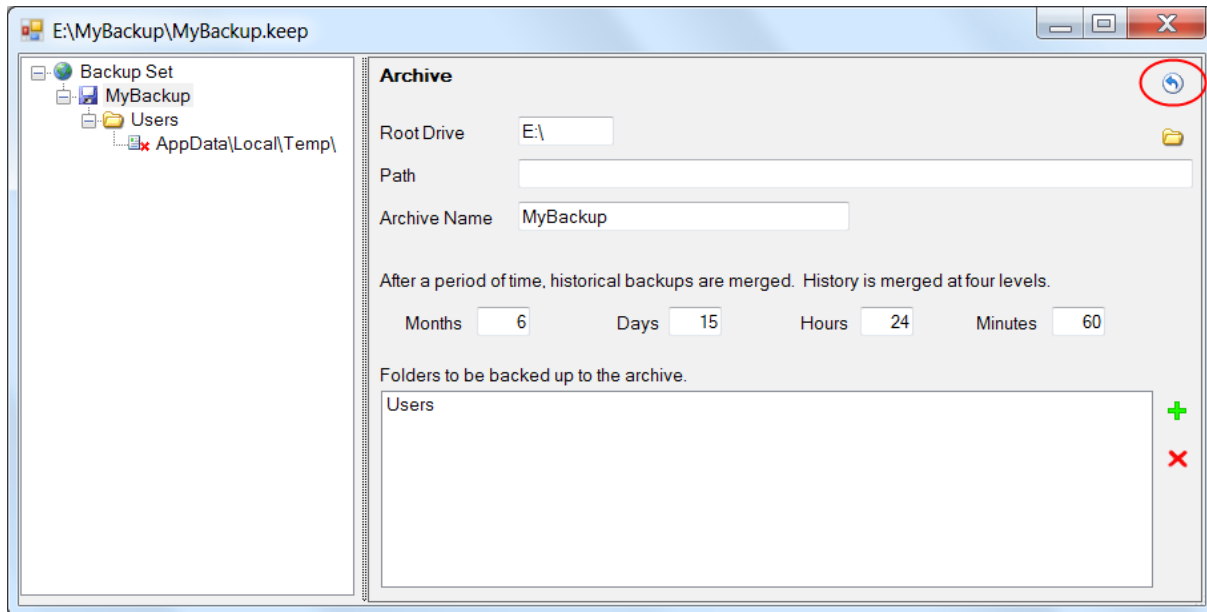 E:\MyBackup\MyBackup.keep
Backup Set
MyBackup
Users
AppData\Local\Temp\
Archive
Root Drive E:\
Path
Archive Name MyBackup
After a period of time, historical backups are merged. History is merged at four levels.
Months 6 Days 15 Hours 24 Minutes 60
Folders to be backed up to the archive.
Users